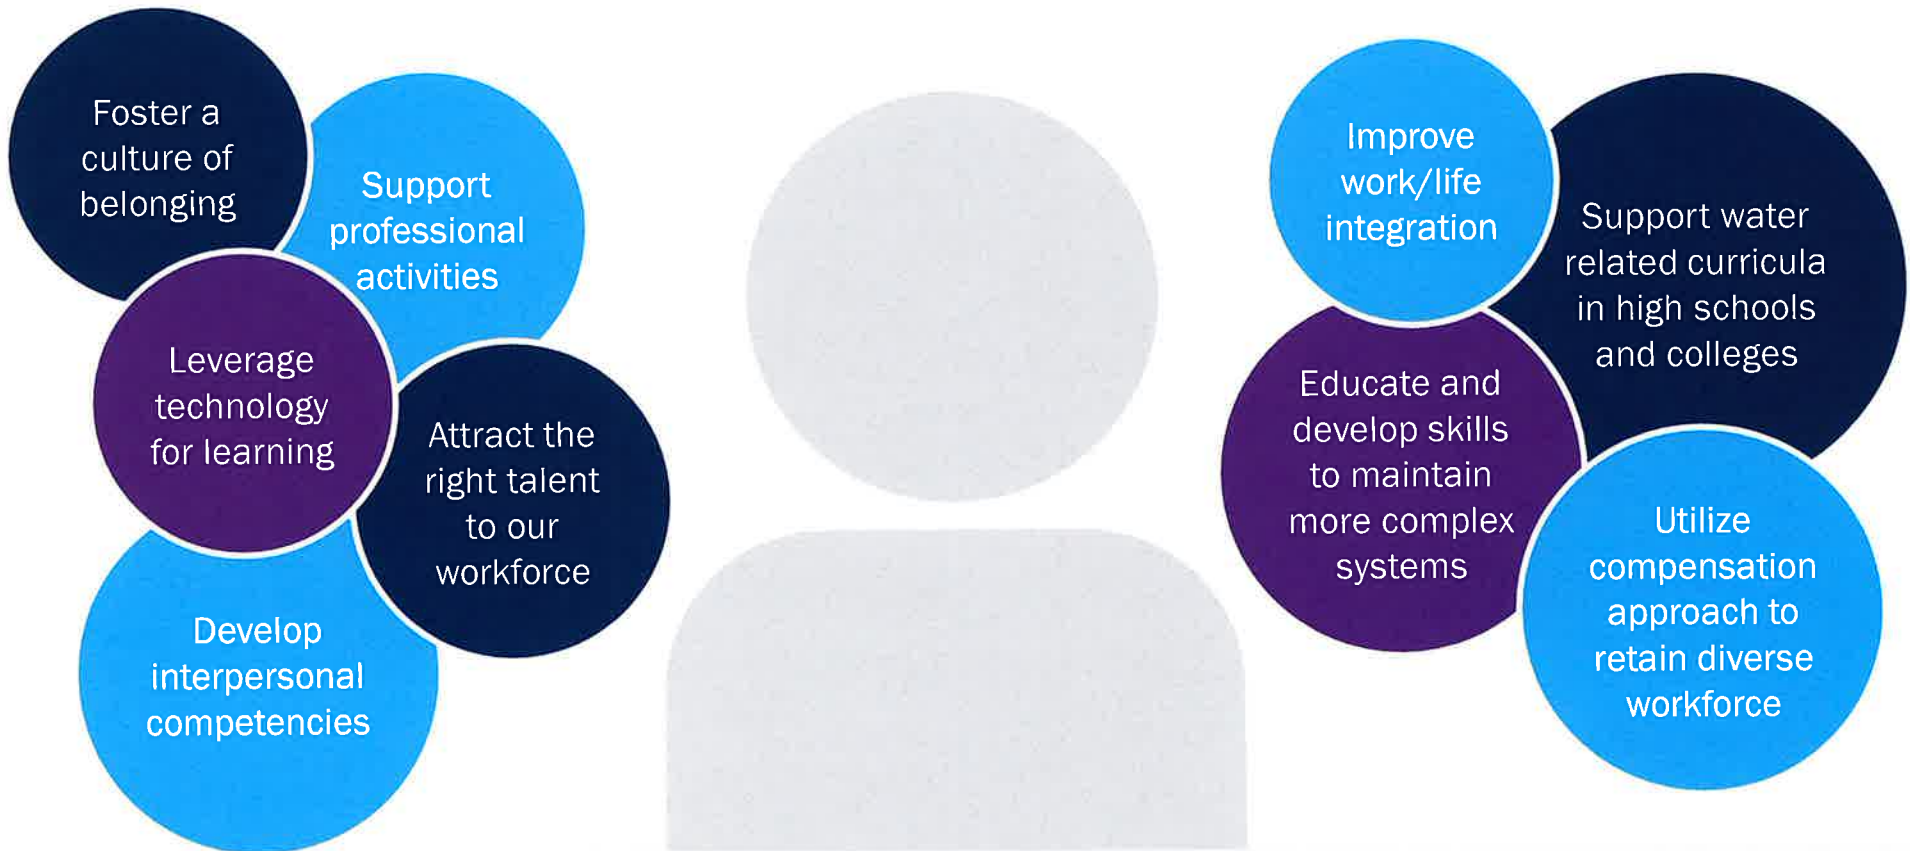 Foster a
culture of
belonging
Support
professional
activities
Leverage
technology
for learning
Attract the
right talent
to our
workforce
Develop
interpersonal
competencies
Improve
work/life
integration
Support water
related curricula
in high schools
and colleges
Educate and
develop skills
to maintain
more complex
systems
Utilize
compensation
approach to
retain diverse
workforce